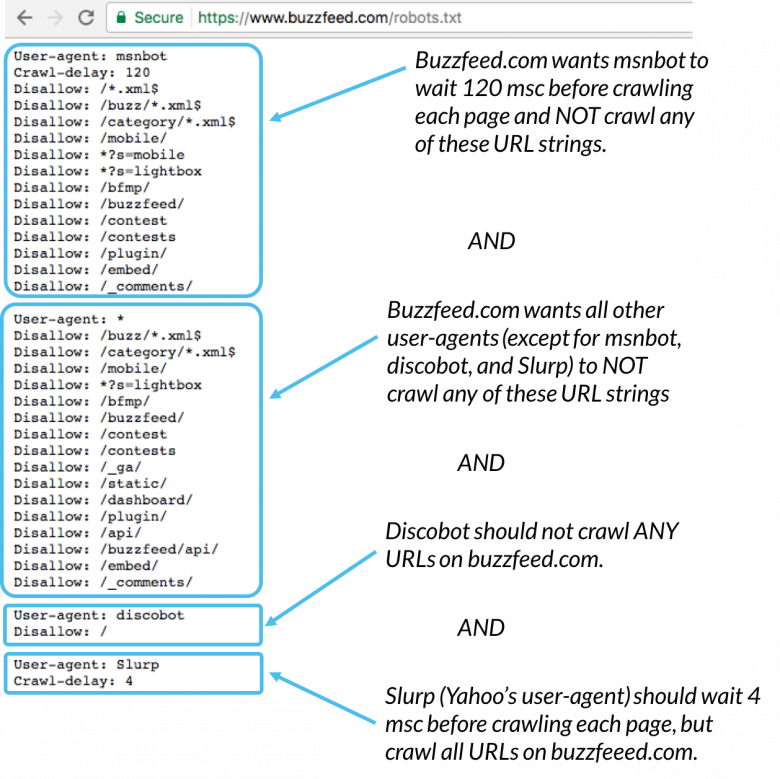 Secure https://www.buzzfeed.com/robots.txt
User-agent: msnbot
Crawl-delay: 120
Disallow: /*.xml$
Disallow: /buzz/*.xml$
Disallow: /category/*.xml$
Disallow: /mobile/
Disallow: *?s=mobile
Disallow: *?s=lightbox
Disallow: /bfmp/
Disallow: /buzzfeed/
Disallow: /contest
Disallow: /contests
Disallow: /plugin/
Disallow: /embed/
Disallow: /_comments/
Buzzfeed.com wants msnbot to
wait 120 msc before crawling
each page and NOT crawl any
of these URL strings.
AND
User-agent: *
Disallow: /buzz/*.xml$
Disallow: /category/*.xml$
Disallow: /mobile/
Disallow: *?s=lightbox
Disallow: /bfmp/
Disallow: /buzzfeed/
Disallow: /contest
Disallow: /contests
Disallow: /_ga/
Disallow: /static/
Disallow: /dashboard/
Disallow: /plugin/
Disallow: /api/
Disallow: /buzzfeed/api/
Disallow: /embed/
Disallow: /_comments/
Buzzfeed.com wants all other
user-agents (except for msnbot,
discobot, and Slurp) to NOT
crawl any of these URL strings
AND
User-agent: discobot
Disallow: /
Discobot should not crawl ANY
URLs on buzzfeed.com.
AND
User-agent: Slurp
Crawl-delay: 4
Slurp (Yahoo's user-agent) should wait 4
msc before crawling each page, but
crawl all URLs on buzzfeeed.com.